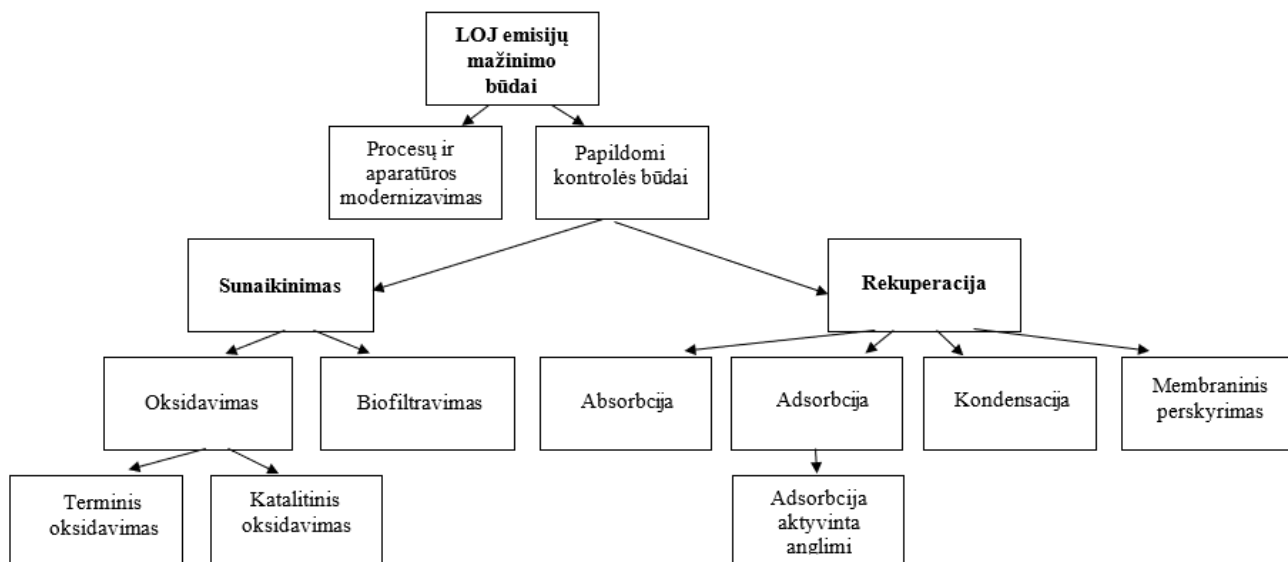 LOJ emisijų
mažinimo
būdai
Procesų ir
aparatūros
modernizavimas
Papildomi
kontrolės būdai
Sunaikinimas
Rekuperacija
Oksidavimas
Biofiltravimas
Absorbcija
Adsorbcija
Kondensacija
Membraninis
perskyrimas
Terminis
oksidavimas
Katalitinis
oksidavimas
Adsorbcija
aktyvinta
anglimi